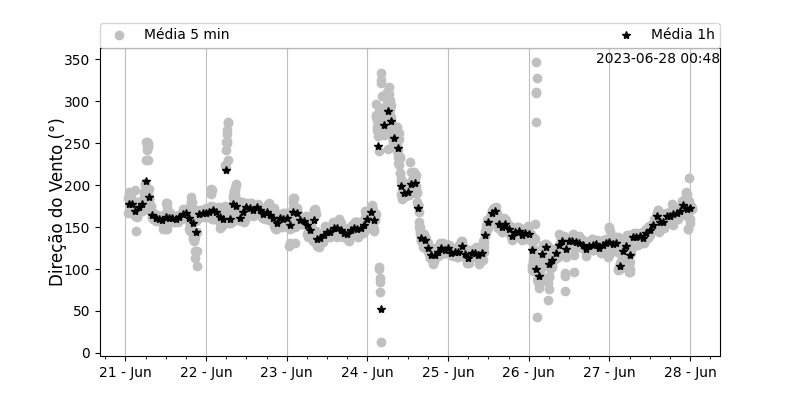 Média 5 min
Média 1h
2023-06-28 00:48
Direção do Vento (°)
350
300
250
200
150
100
50
0
21 - Jun
22 - Jun
23 - Jun
24 - Jun
25 - Jun
26 - Jun
27 - Jun
28 - Jun